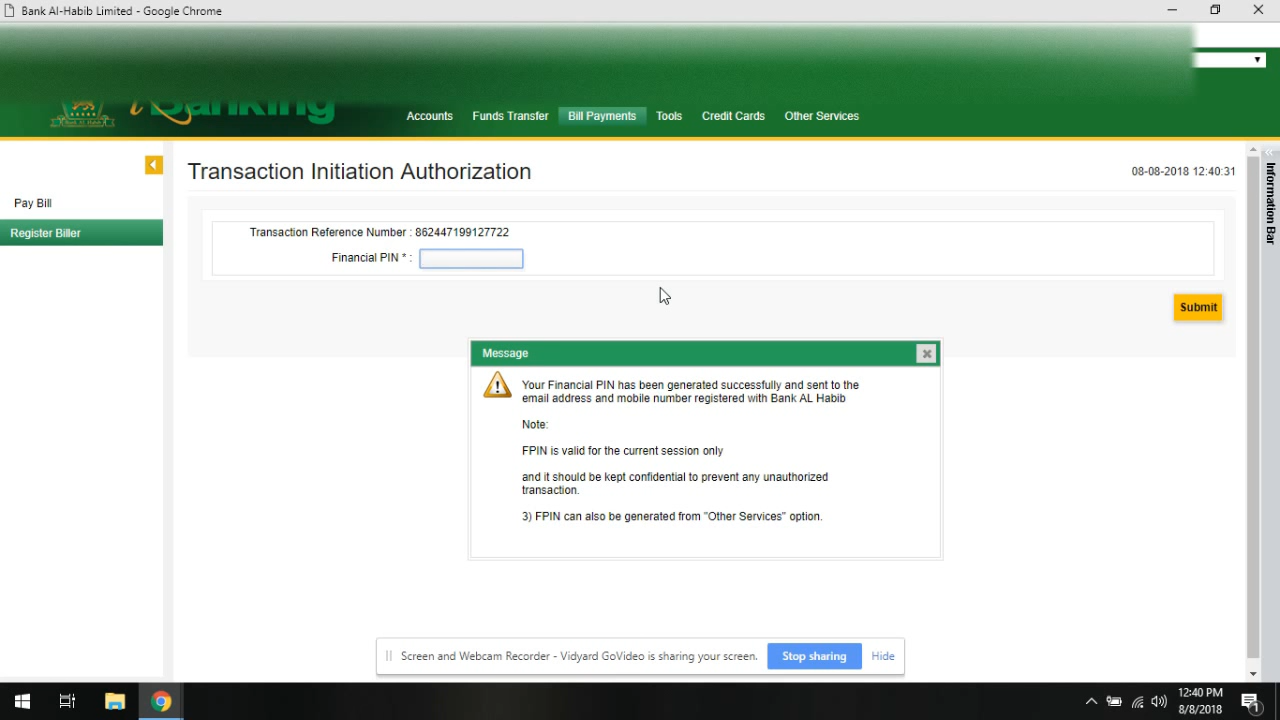 Bank Al-Habib Limited - Google Chrome
iBanking
Accounts Funds Transfer Bill Payments Tools Credit Cards Other Services
Transaction Initiation Authorization
08-08-2018 12:40:31
Information Bar
Pay Bill
Register Biller
Transaction Reference Number : 862447199127722
Financial PIN * :
Submit
Message
Your Financial PIN has been generated successfully and sent to the
email address and mobile number registered with Bank AL Habib
Note:
FPIN is valid for the current session only
and it should be kept confidential to prevent any unauthorized
transaction.
3) FPIN can also be generated from "Other Services" option.
Screen and Webcam Recorder - Vidyard GoVideo is sharing your screen. Stop sharing Hide
12:40 PM
8/8/2018
1